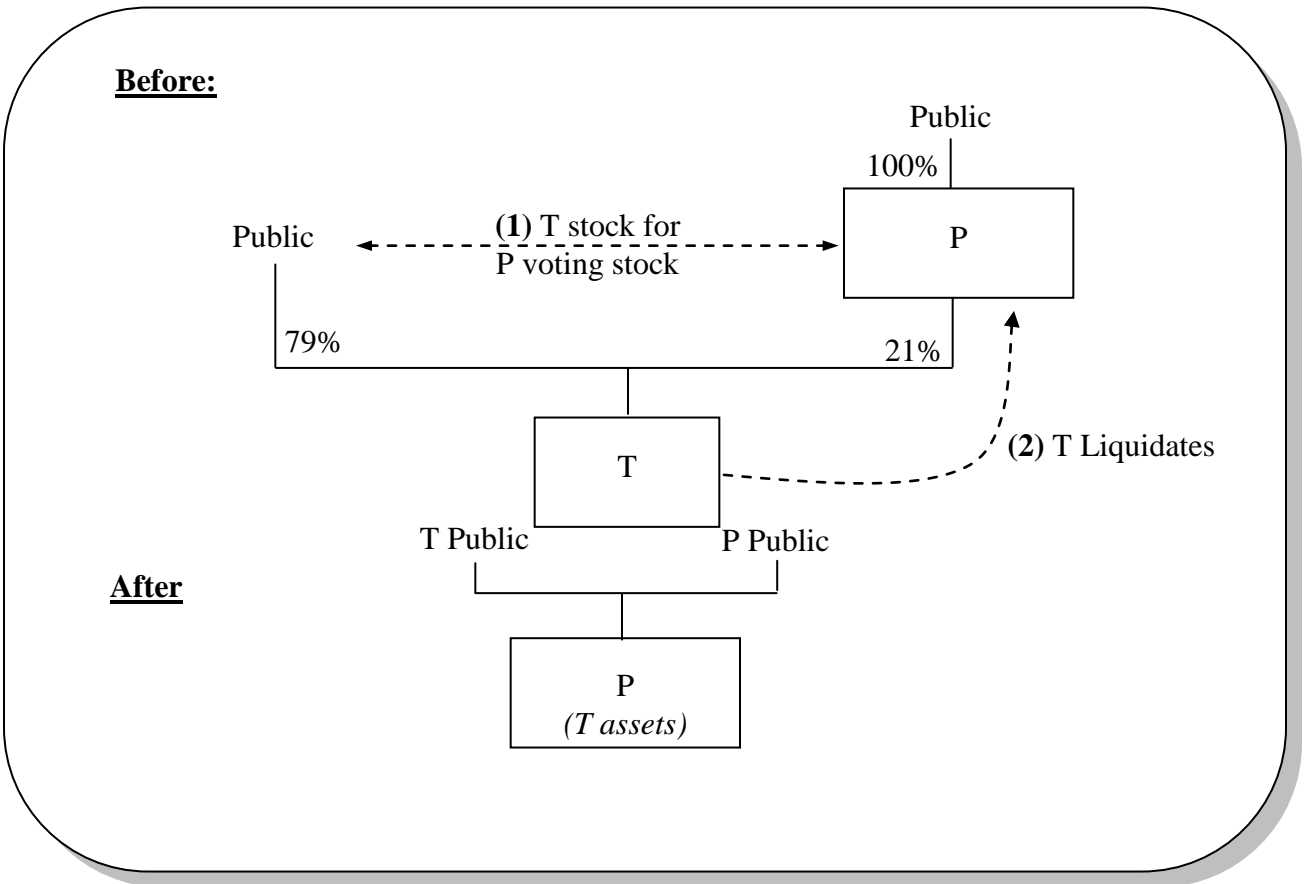 Before:
Public
100%
(1) T stock for
P voting stock
Public
P
79%
21%
(2) T Liquidates
T
T Public
P Public
After
P
(T assets)